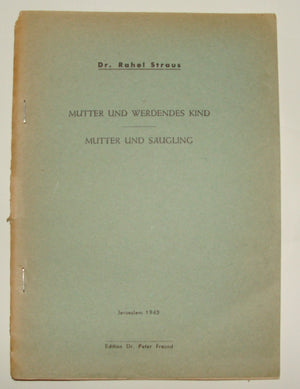 Dr. Rahel Straus
MUTTER UND WERDENDES KIND
MUTTER UND SÄUGLING
Jerusalem 1945
Edition Dr. Peter Freund